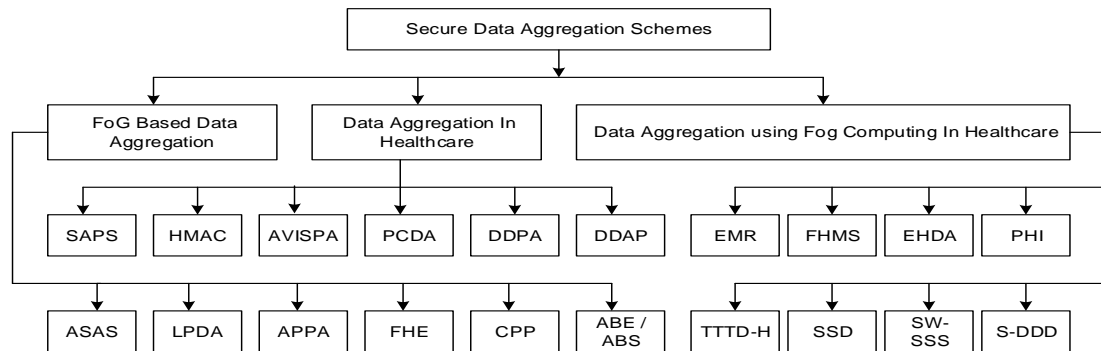 Secure Data Aggregation Schemes
FoG Based Data
Aggregation
Data Aggregation In
Healthcare
Data Aggregation using Fog Computing In Healthcare
SAPS
HMAC
AVISPA
PCDA
DDPA
DDAP
EMR
FHMS
EHDA
PHI
ASAS
LPDA
APPA
FHE
CPP
ABE /
ABS
TTTD-H
SSD
SW-
SSS
S-DDD